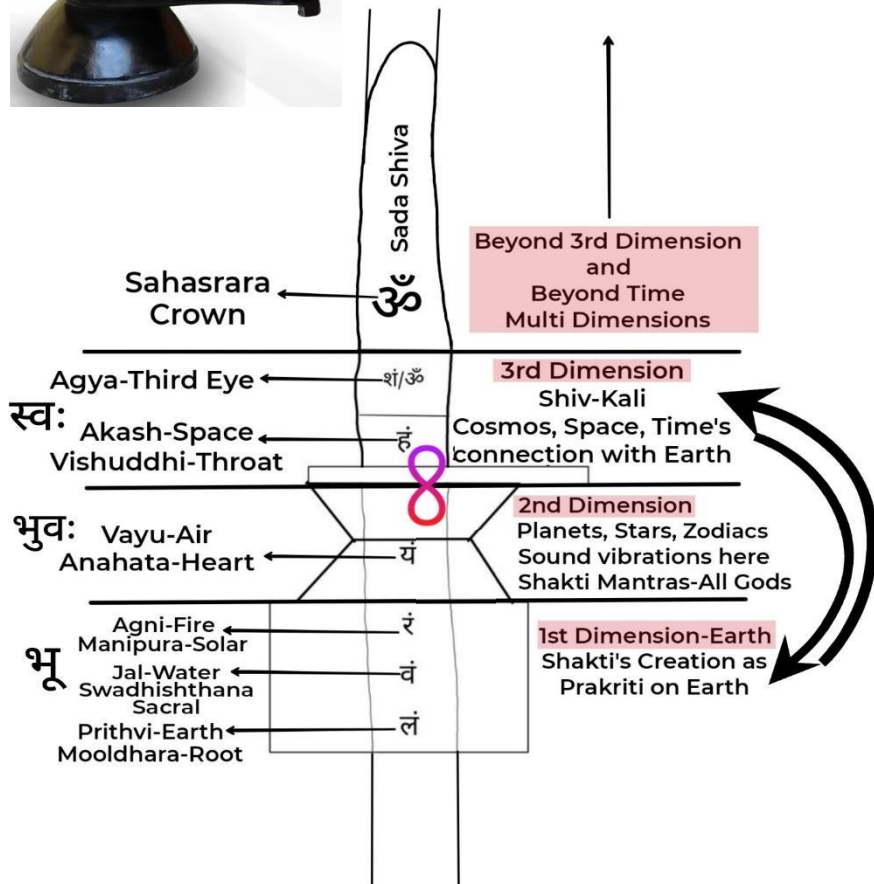 Sada Shiva
ॐ
Sahasrara
Crown
Beyond 3rd Dimension
and
Beyond Time
Multi Dimensions
स्व:
Agya-Third Eye
शं/ॐ
Akash-Space
Vishuddhi-Throat
हं
3rd Dimension
Shiv-Kali
Cosmos, Space, Time's
connection with Earth
भुव:
Vayu-Air
Anahata-Heart
यं
2nd Dimension
Planets, Stars, Zodiacs
Sound vibrations here
Shakti Mantras-All Gods
भू
Agni-Fire
Manipura-Solar
रं
Jal-Water
Swadhishthana
Sacral
वं
Prithvi-Earth
Mooldhara-Root
लं
1st Dimension-Earth
Shakti's Creation as
Prakriti on Earth